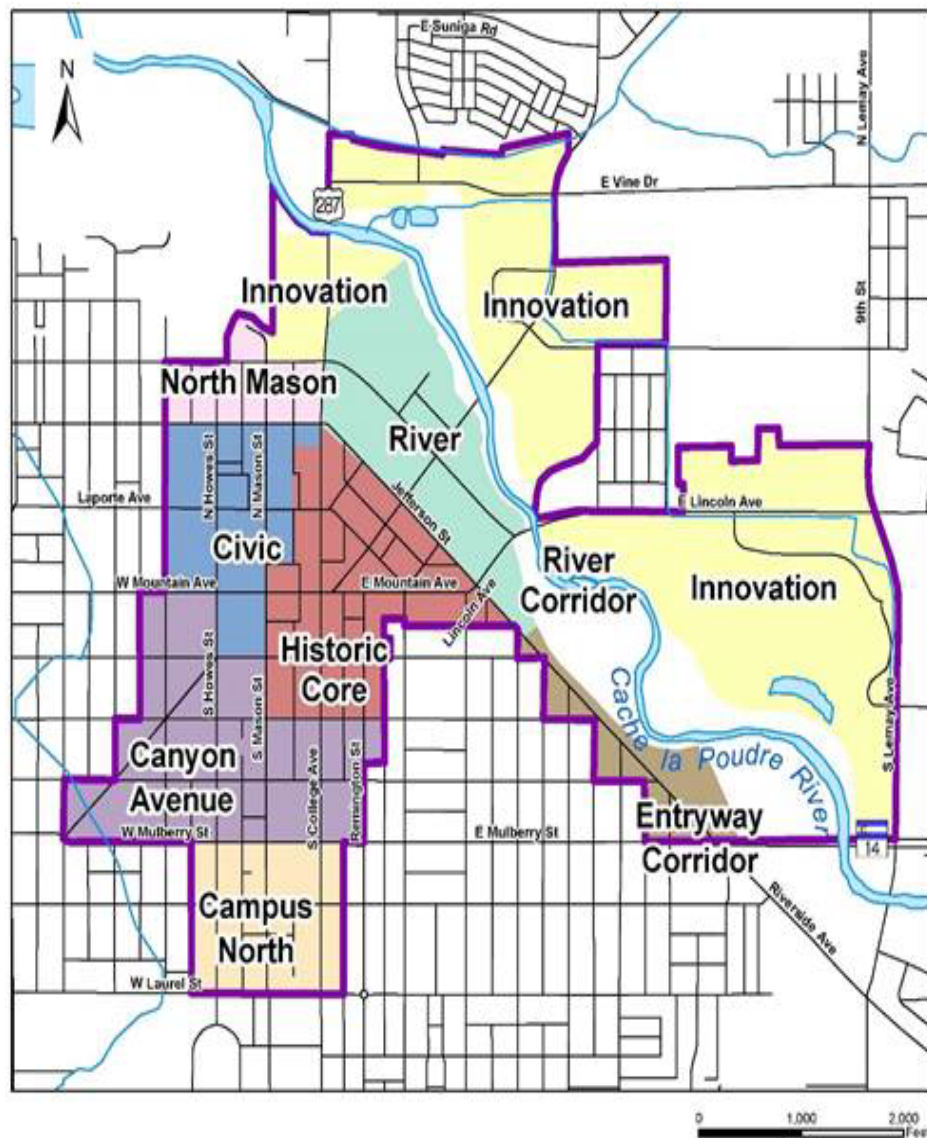 E Suniga Rd
N Lemay Ave
N
E Vine Dr
287
Innovation
Innovation
9th St
North Mason
River
N Howes St
N Mason St
Jefferson St
Laporte Ave
Lincoln Ave
Civic
River
Corridor
W Mountain Ave
E Mountain Ave
Innovation
Lincoln Ave
Historic
Core
S Howes St
S Mason St
Cache la Poudre River
S Lemay Ave
Canyon
Avenue
S College Ave
Remington St
W Mulberry St
E Mulberry St
Entryway
Corridor
14
Riverside Ave
Campus
North
W Laurel St
0 1,000 2,000
Feet